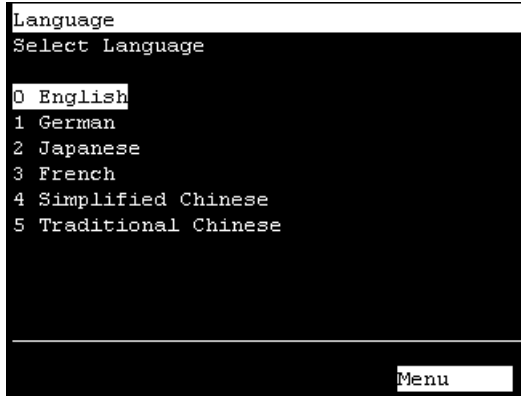 Language
Select Language
0 English
1 German
2 Japanese
3 French
4 Simplified Chinese
5 Traditional Chinese
Menu